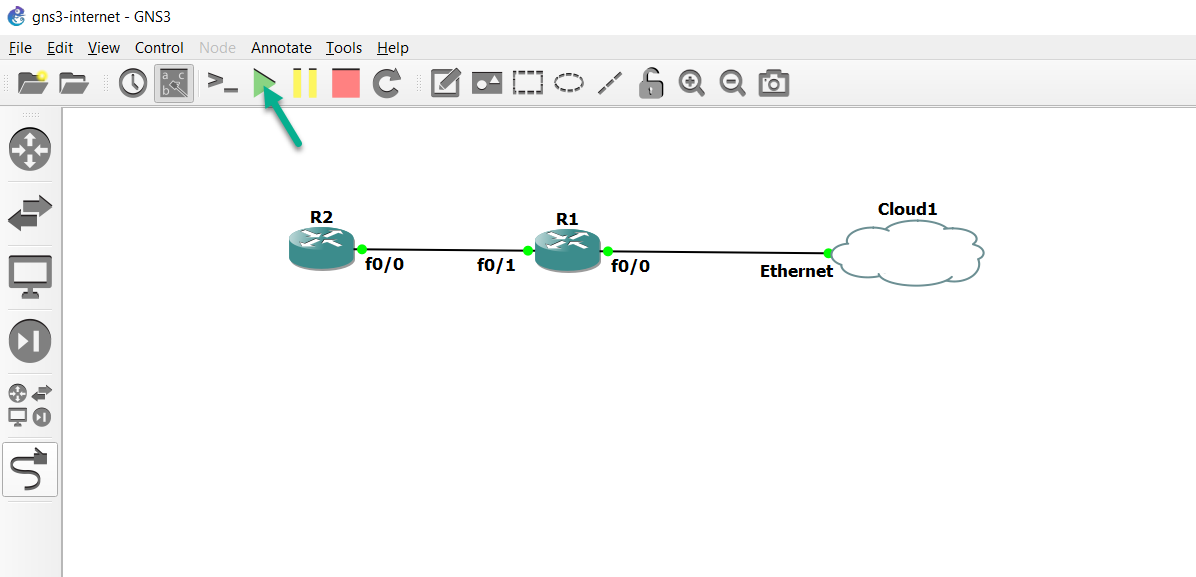 gns3-internet - GNS3
File Edit View Control Node Annotate Tools Help
a c
b
>_
R2
R1
Cloud1
f0/0
f0/1
f0/0
Ethernet